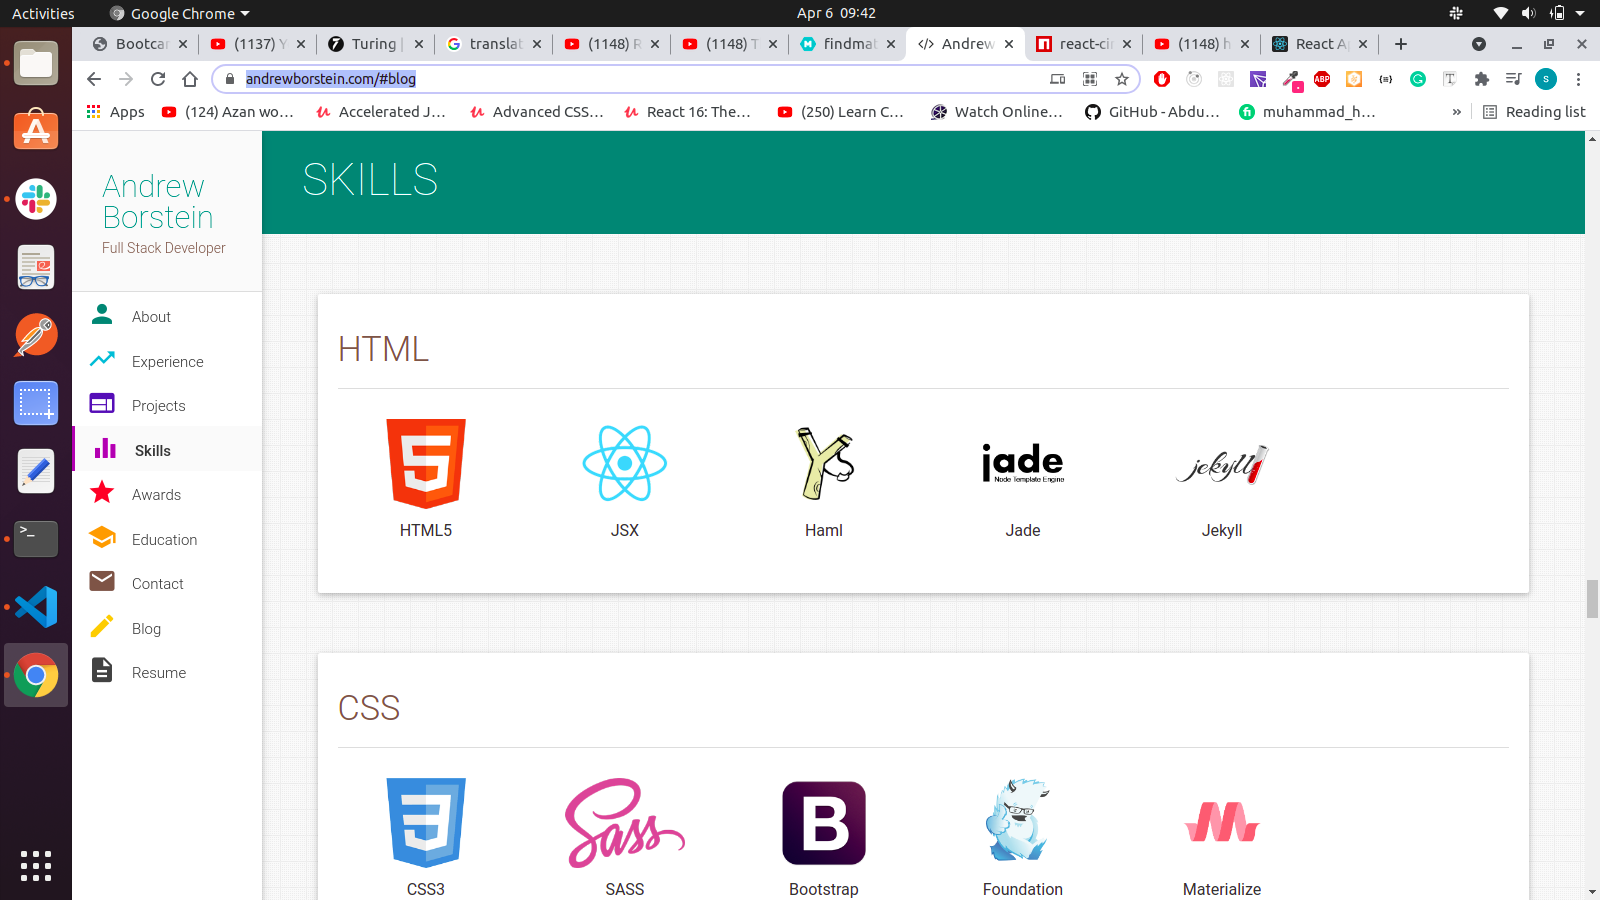 Activities
Google Chrome
Apr 6 09:42
Bootcar
(1137) Y
Turing |
translat
(1148) R
(1148) T
findmat
Andrew
react-cir
(1148) h
React A
andrewborstein.com/#blog
Apps
(124) Azan wo...
Accelerated J...
Advanced CSS...
React 16: The...
(250) Learn C...
Watch Online...
GitHub - Abdu...
muhammad_h...
»
Reading list
Andrew
Borstein
Full Stack Developer
About
Experience
Projects
Skills
Awards
Education
Contact
Blog
Resume
SKILLS
HTML
jade
Node Template Engine
jekyll
HTML5
JSX
Haml
Jade
Jekyll
CSS
Sass
B
CSS3
SASS
Bootstrap
Foundation
Materialize